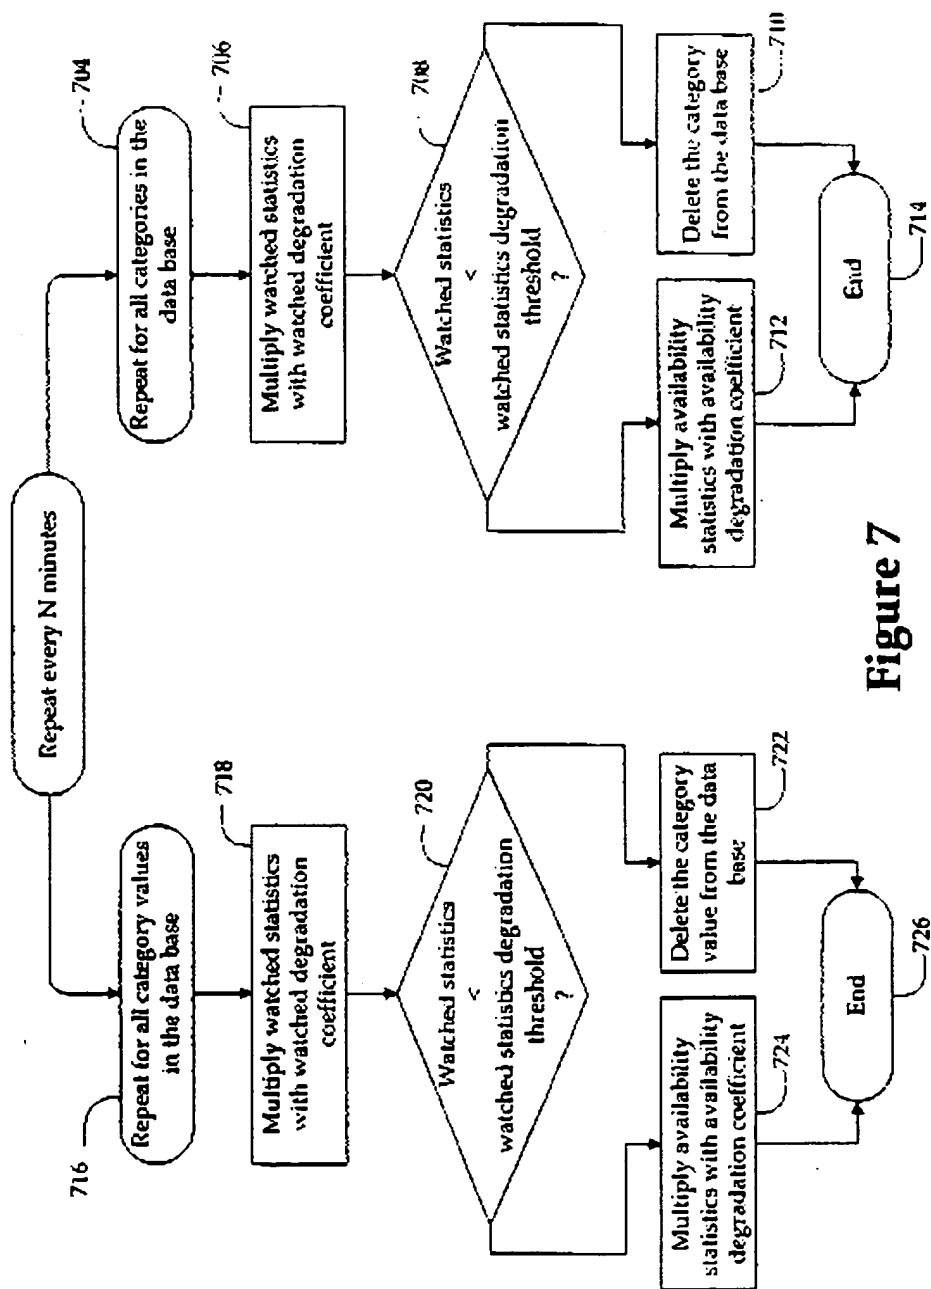 Repeat every N minutes
716
Repeat for all category values
in the data base
718
Multiply watched statistics
with watched degradation
coefficient
720
Watched statistics
<
watched statistics degradation
threshold
?
Multiply availability
statistics with availability
degradation coefficient
724
Delete the category
value from the data
base
722
End
726
704
Repeat for all categories in the
data base
706
Multiply watched statistics
with watched degradation
coefficient
708
Watched statistics
<
watched statistics degradation
threshold
?
Multiply availability
statistics with availability
degradation coefficient
712
Delete the category
from the data base
710
End
714
Figure 7